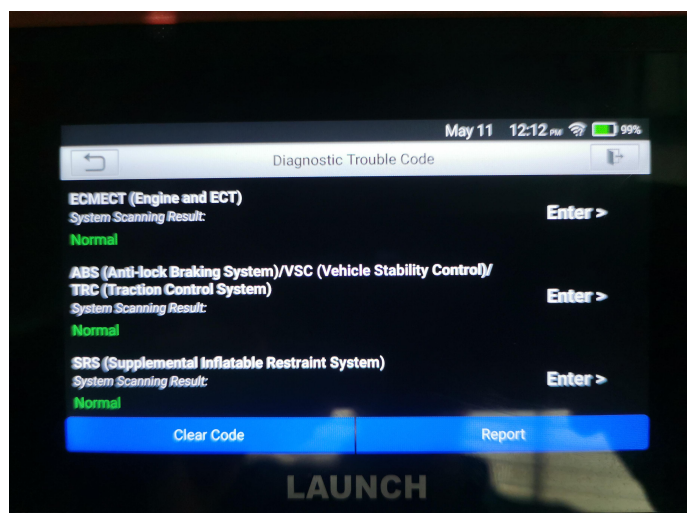 May 11 12:12 PM 99%
Diagnostic Trouble Code
ECMECT (Engine and ECT)
System Scanning Result:
Enter >
Normal
ABS (Anti-lock Braking System)/VSC (Vehicle Stability Control)/
TRC (Traction Control System)
Enter >
System Scanning Result:
Normal
SRS (Supplemental Inflatable Restraint System)
System Scanning Result:
Enter >
Normal
Clear Code
Report
LAUNCH